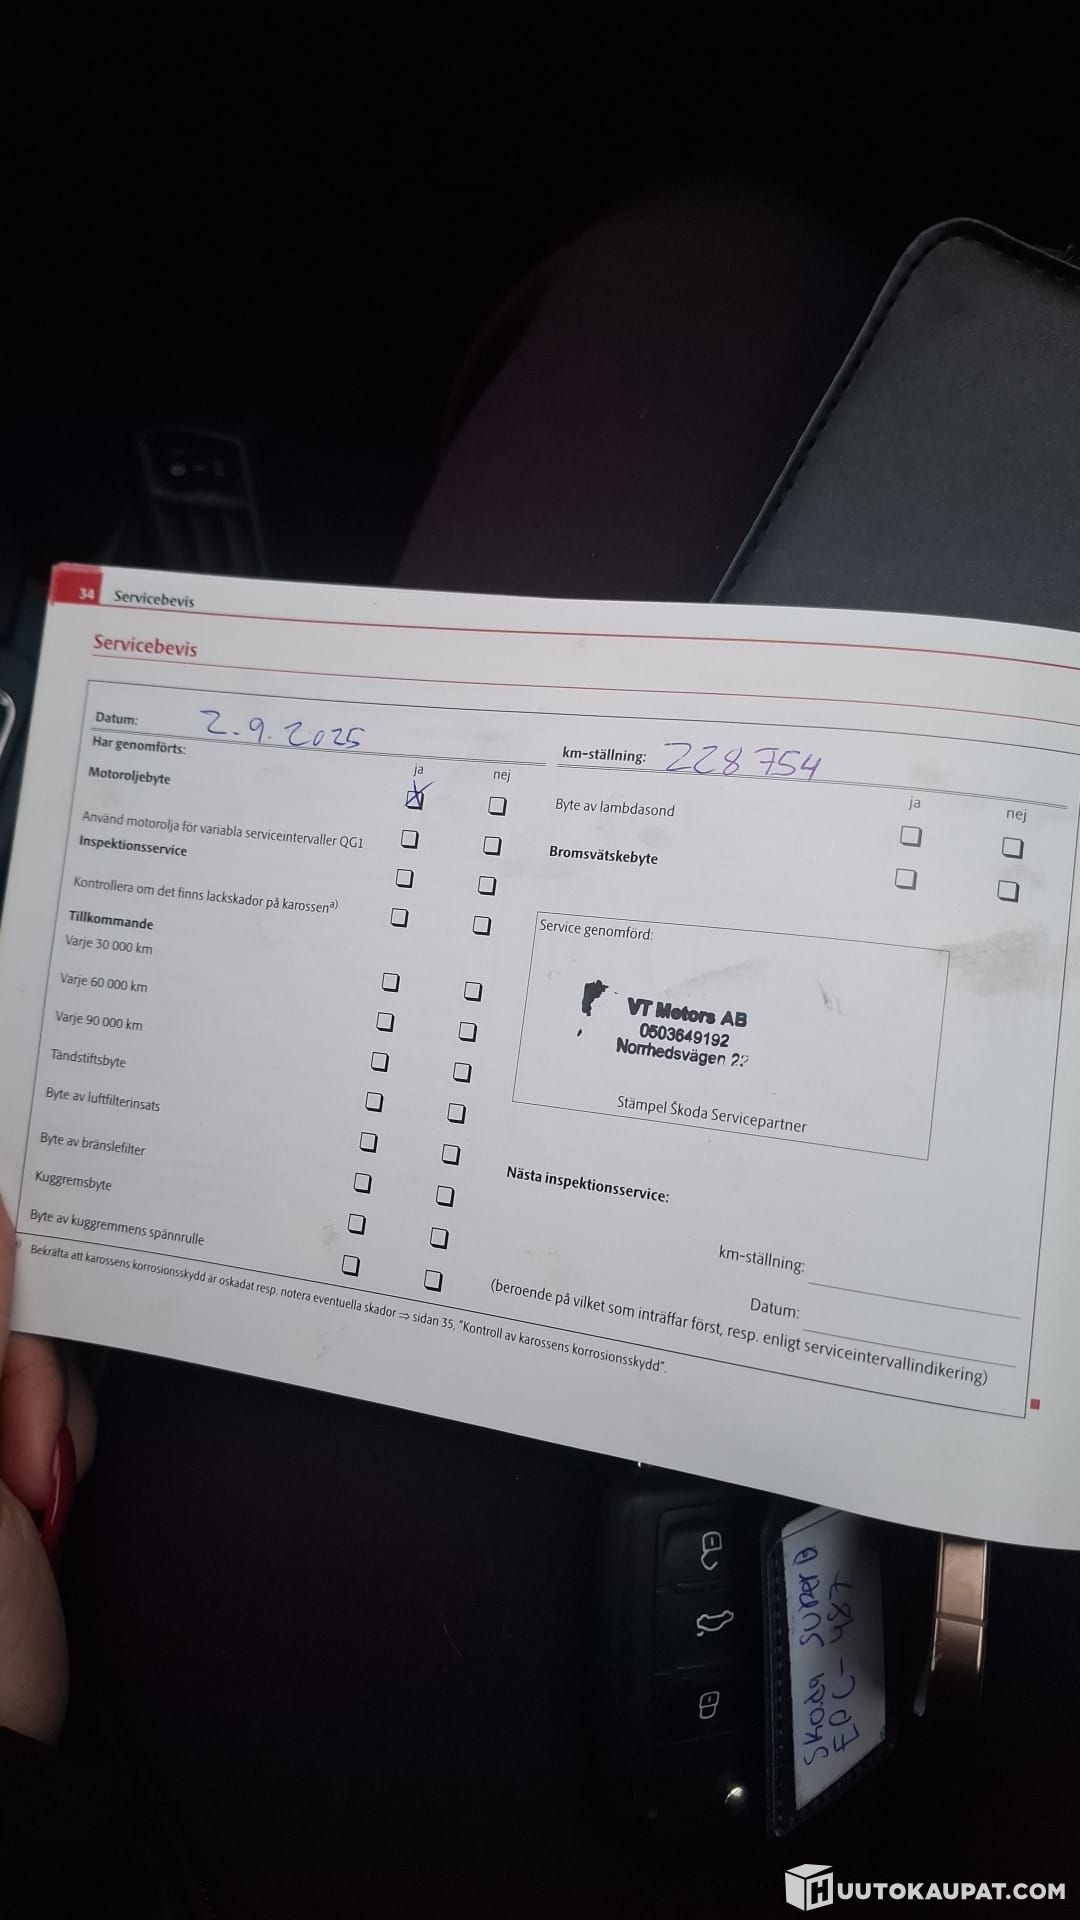 34 Servicebevis
Servicebevis
Datum: 2.9.2025
km-ställning: 228 754
Har genomförts:
ja nej
Motoroljebyte
Använd motorolja för variabla serviceintervaller QG1
Inspektionsservice
Kontrollera om det finns lackskador på karossen a)
Tillkommande
Varje 30 000 km
Varje 60 000 km
Varje 90 000 km
Tändstiftsbyte
Byte av luftfilterinsats
Byte av bränslefilter
Kuggremsbyte
Byte av kuggremmens spännrulle
ja nej
Byte av lambdasond
Bromsvätskebyte
Service genomförd:
VT Motors AB
0503649192
Norrhedsvägen
Stämpel Škoda Servicepartner
Nästa inspektionsservice:
km-ställning:
Datum:
(beroende på vilket som inträffar först, resp. enligt serviceintervallindikering)
a) Bekräfta att karossens korrosionsskydd är oskadat resp. notera eventuella skador ⇒ sidan 35, "Kontroll av karossens korrosionsskydd".
Skoda SuperB
EPC-487
HUUTOKAUPAT.COM